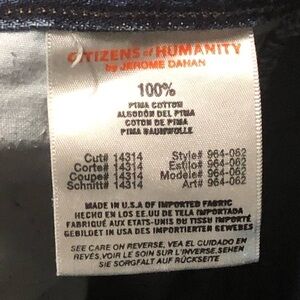 CITIZENS of HUMANITY
by JEROME DAHAN
100%
PIMA COTTON
ALGODON DEL PIMA
COTON DE PIMA
PIMA BAUMWOLLE
Cut# 14314 Style# 964-062
Corte# 14314 Estilo# 964-062
Coupe# 14314 Modele# 964-062
Schnitt# 14314 Art# 964-062
MADE IN U.S.A OF IMPORTED FABRIC
HECHO EN LOS EE.UU DE TELA IMPORTADA
FABRIQUÉ AUX ETATS-UNIS DU TISSU IMPORTÉ
GEBILDET IN USA DES IMPORTIERTEN GEWEBES
SEE CARE ON REVERSE, VEA EL CUIDADO EN
REVÉS, VOIR LE SOIN SUR L'INVERSE, SEHEN
SIE SORGFALT AUF RÜCKSEITE